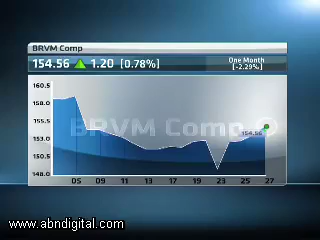 BRVM Comp
154.56 ▲ 1.20 [0.78%]
One Month
[-2.29%]
160.5
158.0
155.5
153.0
150.5
148.0
BRVM Comp
154.56
05 09 11 13 17 19 23 25 27
www.abndigital.com